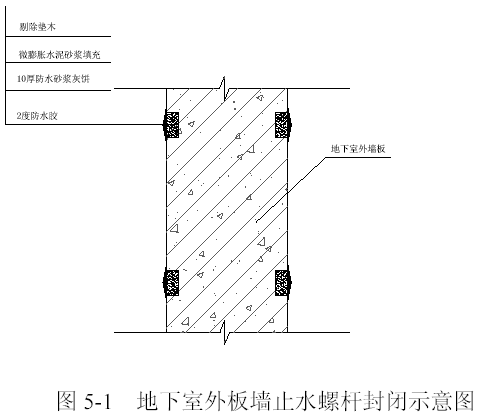 剔除垫木
微膨胀水泥砂浆填充
10厚防水砂浆灰饼
2度防水胶
地下室外墙板
图 5-1 地下室外板墙止水螺杆封闭示意图